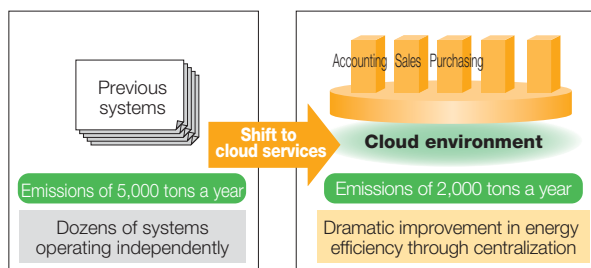 Previous
systems
Emissions of 5,000 tons a year
Dozens of systems
operating independently
Shift to
cloud services
Accounting Sales Purchasing
Cloud environment
Emissions of 2,000 tons a year
Dramatic improvement in energy
efficiency through centralization